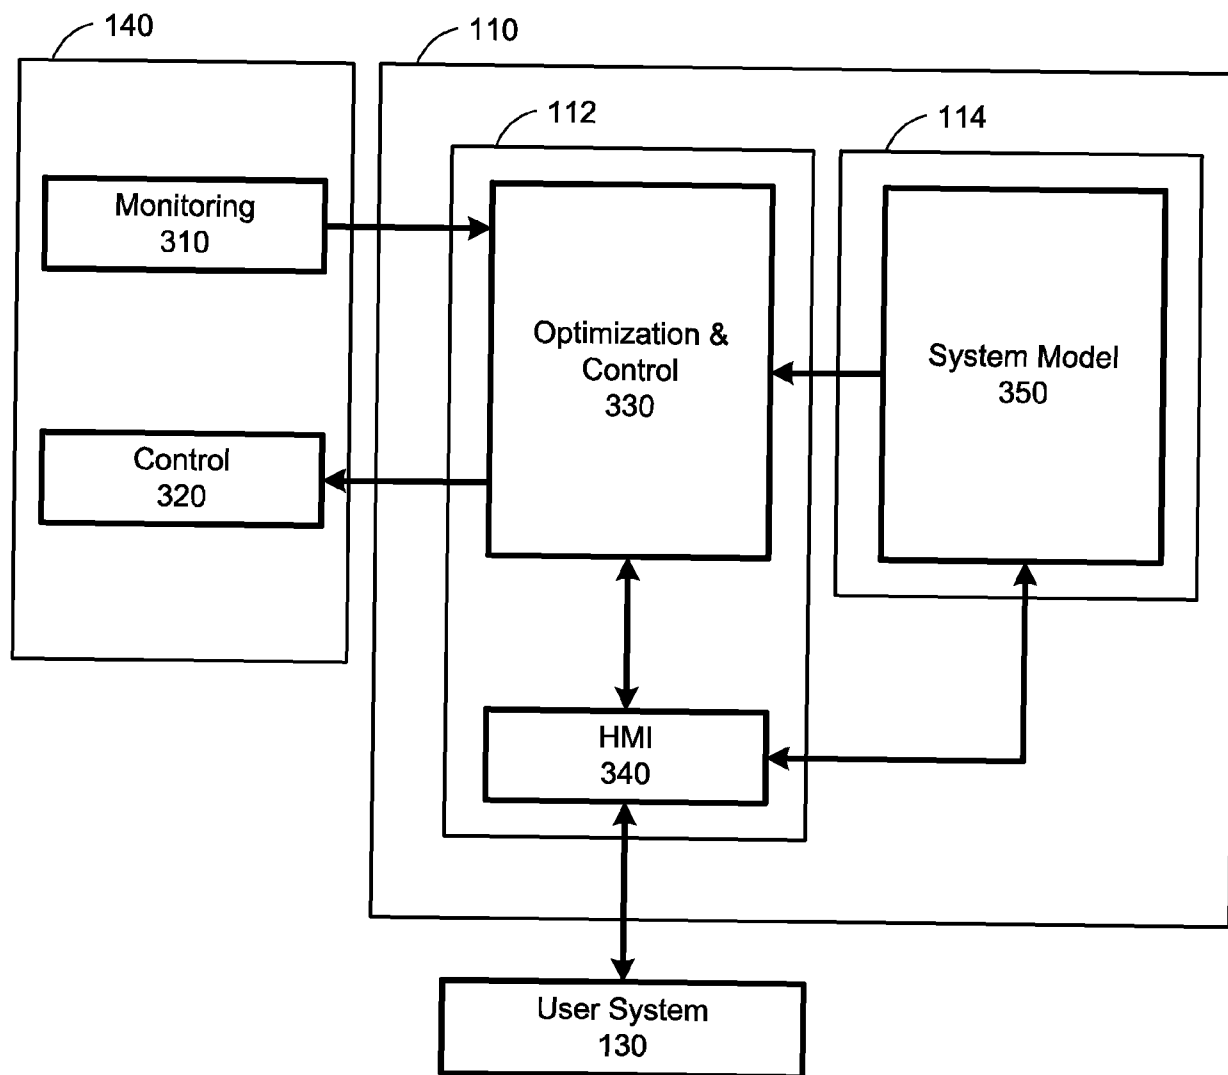 140
110
112
114
Monitoring
310
Optimization &
Control
330
System Model
350
Control
320
HMI
340
User System
130